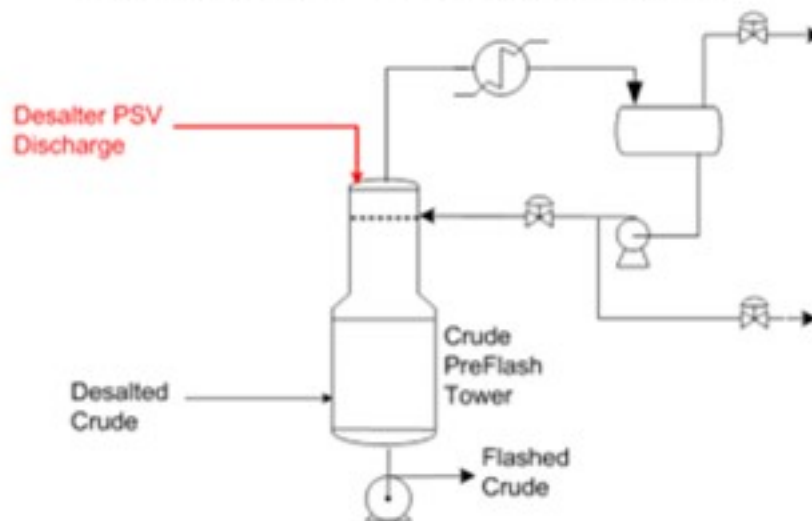 Desalter PSV
Discharge
Crude
PreFlash
Tower
Desalted
Crude
Flashed
Crude